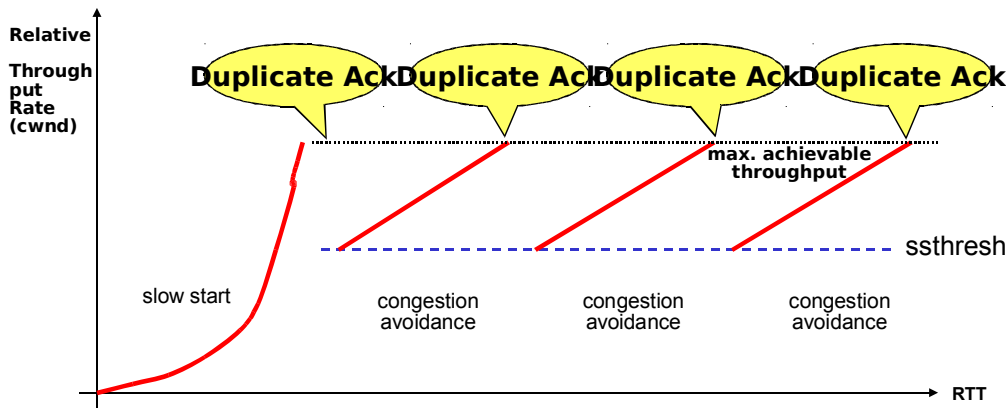 Relative
Through
put
Rate
(cwnd)
Duplicate Ack
Duplicate Ack
Duplicate Ack
Duplicate Ack
max. achievable
throughput
ssthresh
slow start
congestion
avoidance
congestion
avoidance
congestion
avoidance
RTT